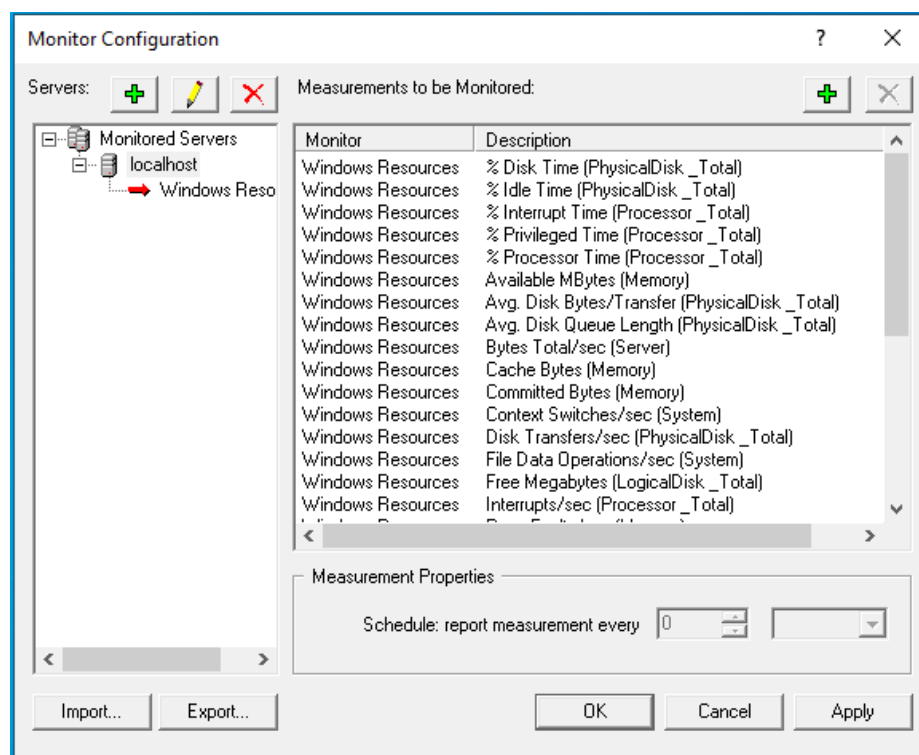 Monitor Configuration
?
Servers:
Measurements to be Monitored:
Monitored Servers
localhost
Windows Reso
Monitor Description
Windows Resources % Disk Time (PhysicalDisk _Total)
Windows Resources % Idle Time (PhysicalDisk _Total)
Windows Resources % Interrupt Time (Processor _Total)
Windows Resources % Privileged Time (Processor _Total)
Windows Resources % Processor Time (Processor _Total)
Windows Resources Available MBytes (Memory)
Windows Resources Avg. Disk Bytes/Transfer (PhysicalDisk _Total)
Windows Resources Avg. Disk Queue Length (PhysicalDisk _Total)
Windows Resources Bytes Total/sec (Server)
Windows Resources Cache Bytes (Memory)
Windows Resources Committed Bytes (Memory)
Windows Resources Context Switches/sec (System)
Windows Resources Disk Transfers/sec (PhysicalDisk _Total)
Windows Resources File Data Operations/sec (System)
Windows Resources Free Megabytes (LogicalDisk _Total)
Windows Resources Interrupts/sec (Processor _Total)
Measurement Properties
Schedule: report measurement every 0
Import... Export... OK Cancel Apply